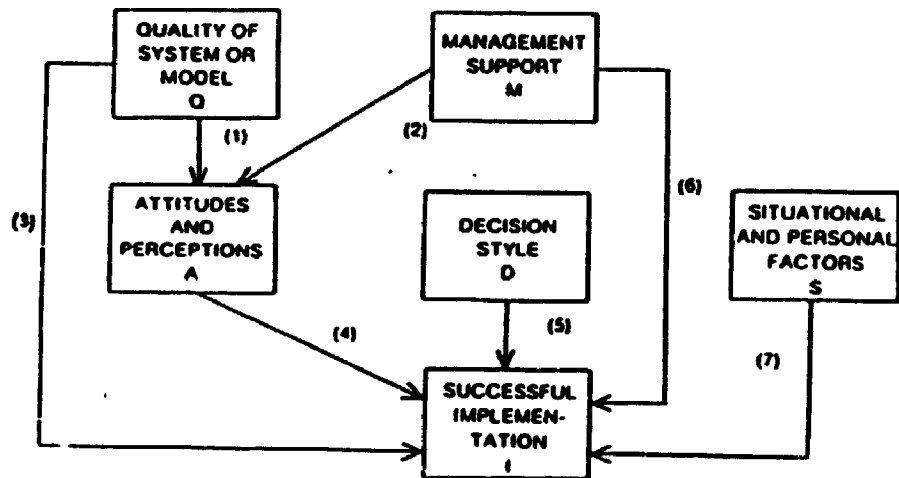 QUALITY OF
SYSTEM OR
MODEL
Q
MANAGEMENT
SUPPORT
M
(1)
(2)
(3)
(6)
ATTITUDES
AND
PERCEPTIONS
A
DECISION
STYLE
D
SITUATIONAL
AND PERSONAL
FACTORS
S
(4)
(5)
(7)
SUCCESSFUL
IMPLEMEN-
TATION
I